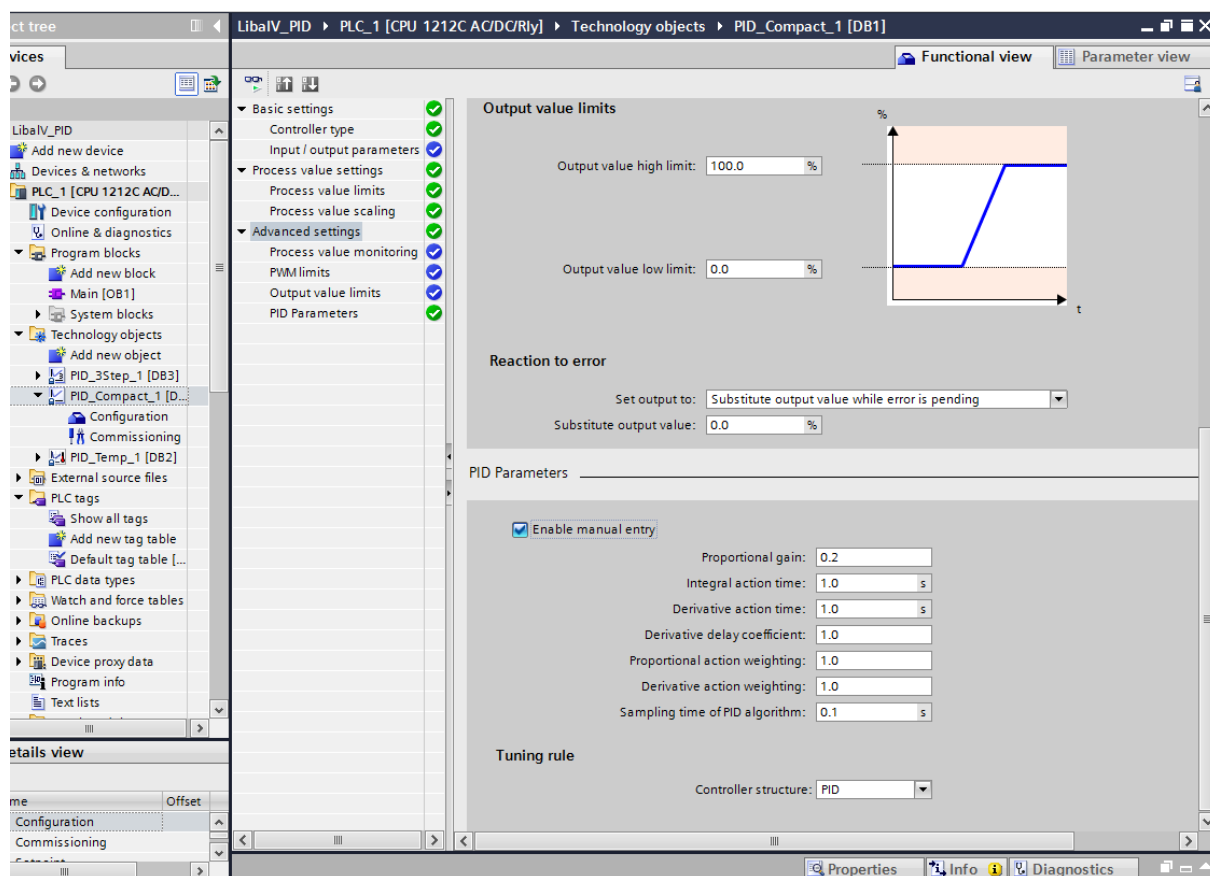 ct tree
LibaIV_PID ▸ PLC_1 [CPU 1212C AC/DC/Rly] ▸ Technology objects ▸ PID_Compact_1 [DB1]
vices
Functional view
Parameter view
LibaIV_PID
Add new device
Devices & networks
PLC_1 [CPU 1212C AC/D...
Device configuration
Online & diagnostics
Program blocks
Add new block
Main [OB1]
System blocks
Technology objects
Add new object
PID_3Step_1 [DB3]
PID_Compact_1 [D...
Configuration
Commissioning
PID_Temp_1 [DB2]
External source files
PLC tags
Show all tags
Add new tag table
Default tag table [...
PLC data types
Watch and force tables
Online backups
Traces
Device proxy data
Program info
Text lists
etails view
me Offset
Configuration
Commissioning
Basic settings
Controller type
Input / output parameters
Process value settings
Process value limits
Process value scaling
Advanced settings
Process value monitoring
PWM limits
Output value limits
PID Parameters
Output value limits
%
Output value high limit: 100.0 %
Output value low limit: 0.0 %
t
Reaction to error
Set output to: Substitute output value while error is pending
Substitute output value: 0.0 %
PID Parameters
Enable manual entry
Proportional gain: 0.2
Integral action time: 1.0 s
Derivative action time: 1.0 s
Derivative delay coefficient: 1.0
Proportional action weighting: 1.0
Derivative action weighting: 1.0
Sampling time of PID algorithm: 0.1 s
Tuning rule
Controller structure: PID
Properties
Info
Diagnostics